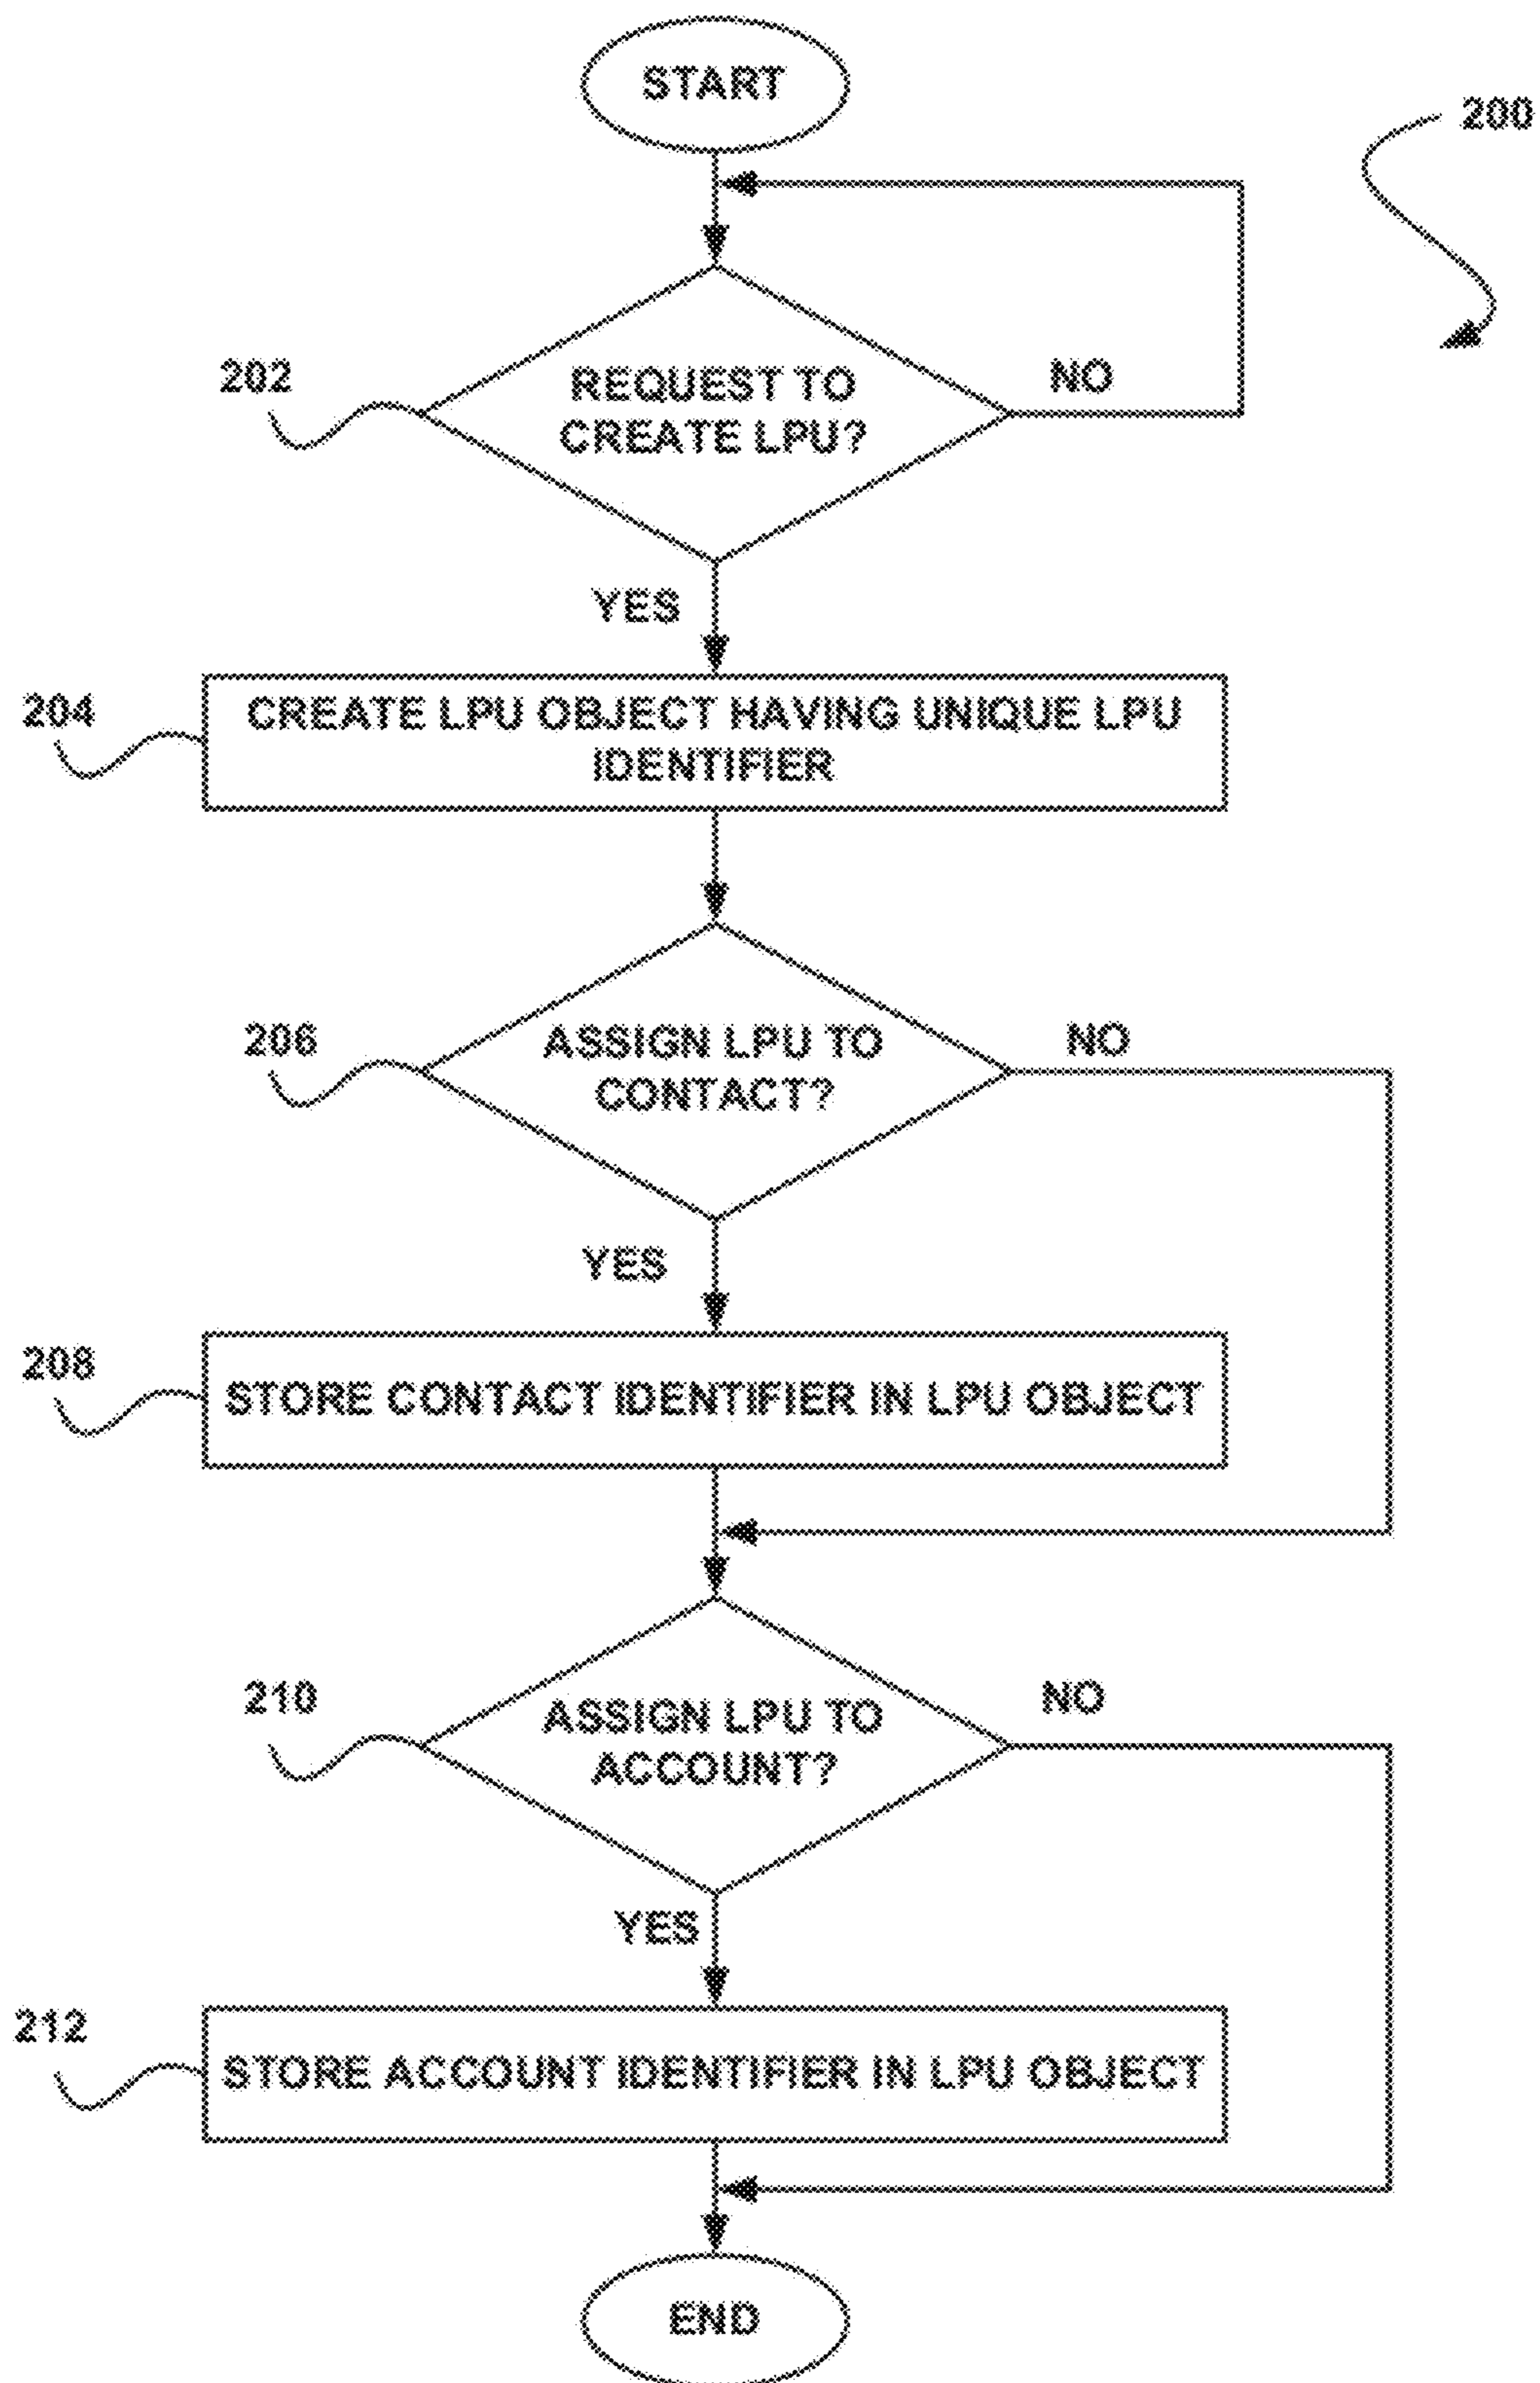 START
200
202
REQUEST TO
CREATE LPU?
NO
YES
204
CREATE LPU OBJECT HAVING UNIQUE LPU
IDENTIFIER
206
ASSIGN LPU TO
CONTACT?
NO
YES
208
STORE CONTACT IDENTIFIER IN LPU OBJECT
210
ASSIGN LPU TO
ACCOUNT?
NO
YES
212
STORE ACCOUNT IDENTIFIER IN LPU OBJECT
END